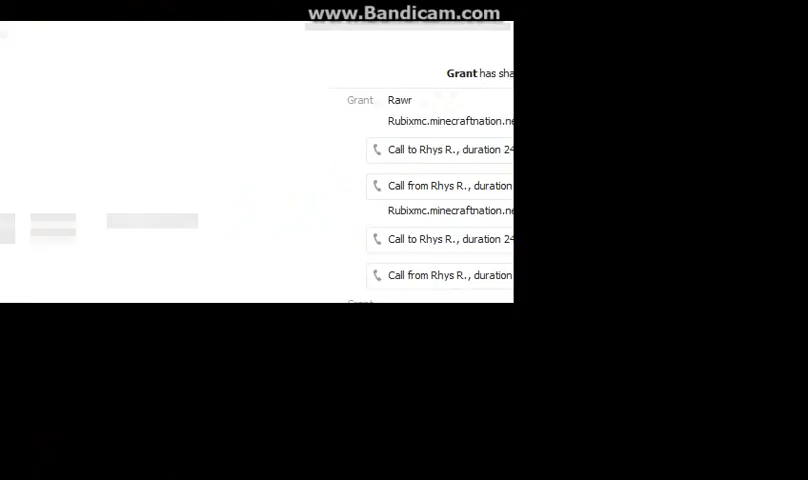 www.Bandicam.com
Grant has sha
Grant Rawr
Rubixmc.minecraftnation.ne
Call to Rhys R., duration 24
Call from Rhys R., duration
Rubixmc.minecraftnation.ne
Call to Rhys R., duration 24
Call from Rhys R., duration
Grant